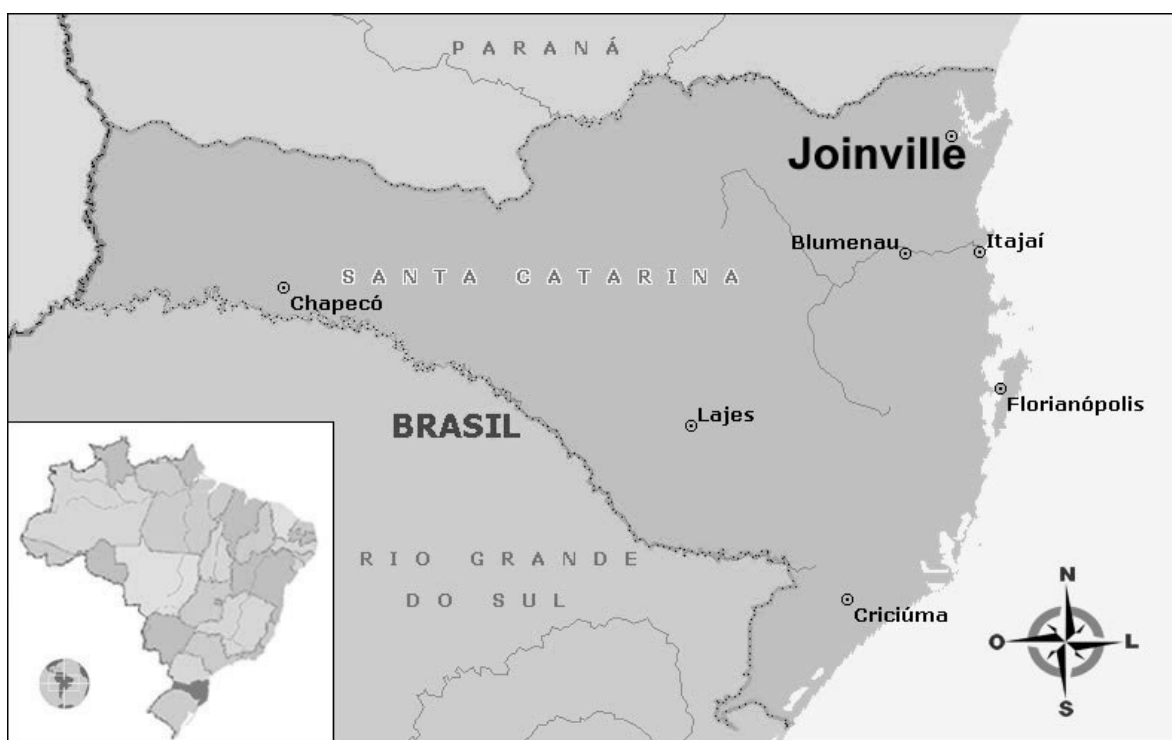 PARANÁ
Joinville
Blumenau
Itajaí
SANTA CATARINA
Chapecó
Florianópolis
Lajes
BRASIL
RIO GRANDE
DO SUL
Criciúma
N
O
L
S